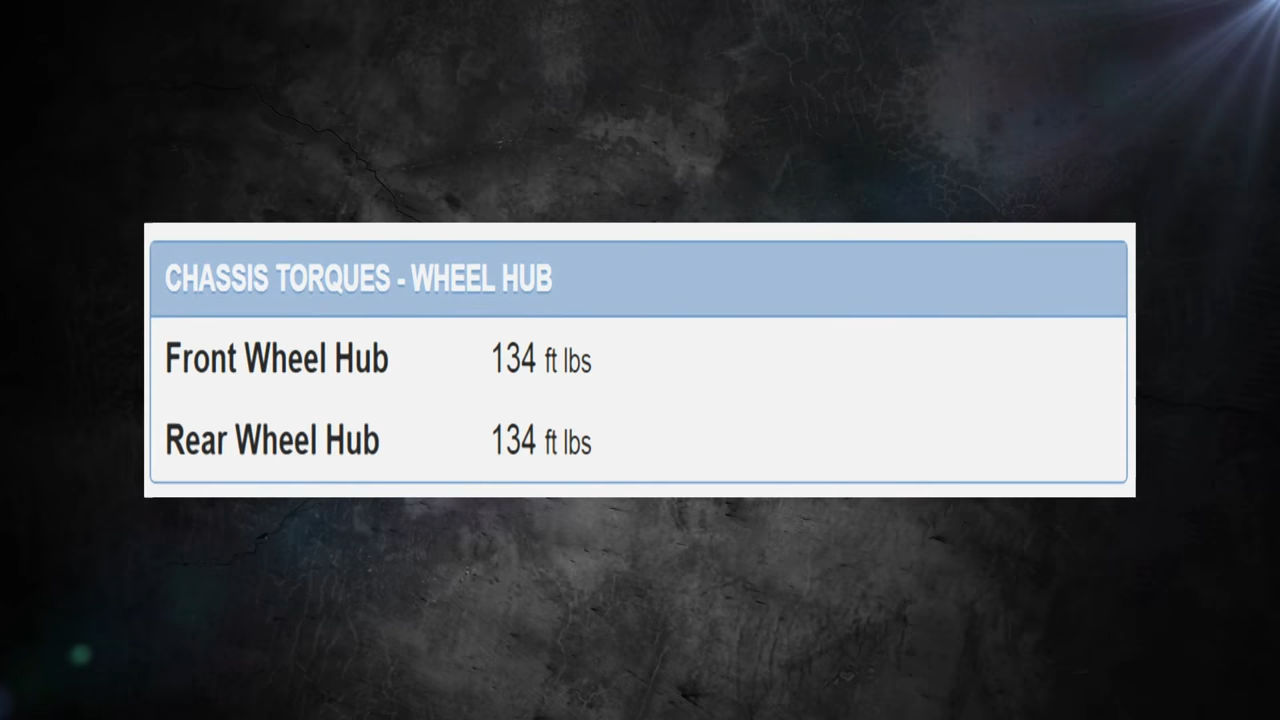 CHASSIS TORQUES - WHEEL HUB
Front Wheel Hub 134 ft lbs
Rear Wheel Hub 134 ft lbs